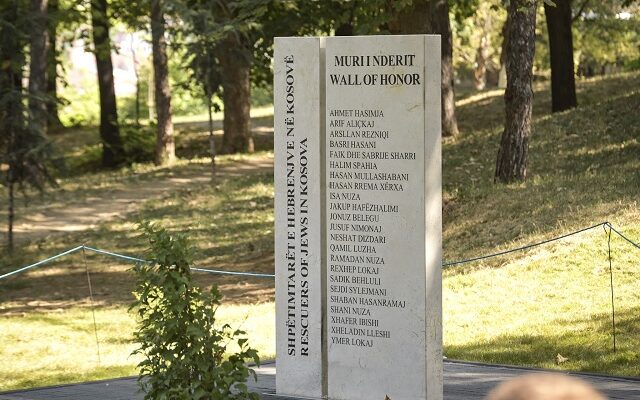 SHPËTIMTARËT E HEBRENJVE NË KOSOVË
RESCUERS OF JEWS IN KOSOVA
MURI I NDERIT
WALL OF HONOR
AHMET HASIMJA
ARIF ALIÇKAJ
ARSLLAN REZNIQI
BASRI HASANI
FAIK DHE SABRIJE SHARRI
HALIM SPAHIA
HASAN MULLASHABANI
HASAN RREMA XËRXA
ISA NUZA
JAKUP HAFËZHALIMI
JONUZ BELEGU
JUSUF NIMONAJ
NESHAT DIZDARI
QAMIL LUZHA
RAMADAN NUZA
REXHEP LOKAJ
SADIK BEHLULI
SEJDI SYLEJMANI
SHABAN HASANRAMAJ
SHANI NUZA
XHAFER IBISHI
XHELADIN LLESHI
YMER LOKAJ